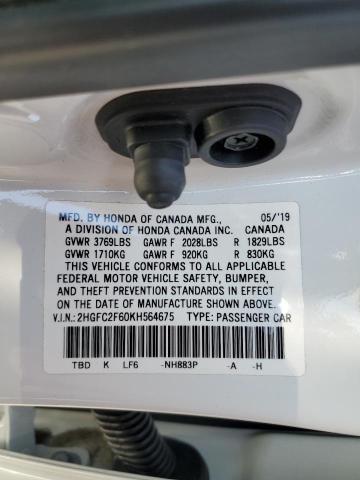 MFD. BY HONDA OF CANADA MFG., 05/'19
A DIVISION OF HONDA CANADA INC. CANADA
GVWR 3769LBS GAWR F 2028LBS R 1829LBS
GVWR 1710KG GAWR F 920KG R 830KG
THIS VEHICLE CONFORMS TO ALL APPLICABLE
FEDERAL MOTOR VEHICLE SAFETY, BUMPER,
AND THEFT PREVENTION STANDARDS IN EFFECT
ON THE DATE OF MANUFACTURE SHOWN ABOVE.
V.I.N.:2HGFC2F60KH564675 TYPE: PASSENGER CAR
TBD K LF6 -NH883P -A -H